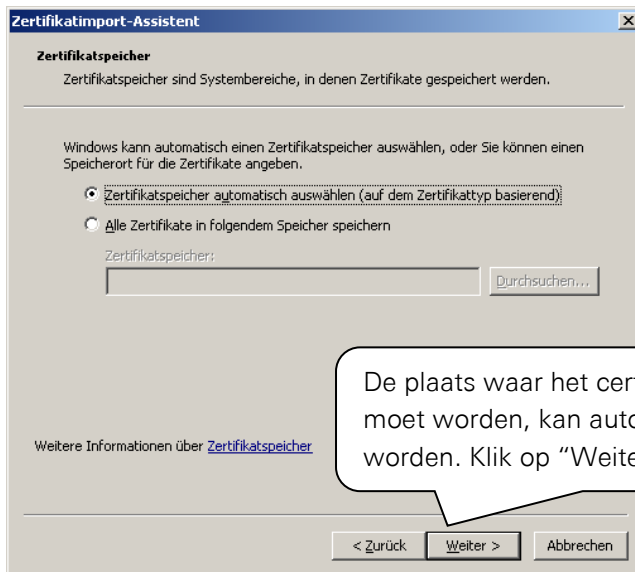 Zertifikatimport-Assistent
Zertifikatspeicher
Zertifikatspeicher sind Systembereiche, in denen Zertifikate gespeichert werden.
Windows kann automatisch einen Zertifikatspeicher auswählen, oder Sie können einen
Speicherort für die Zertifikate angeben.
Zertifikatspeicher automatisch auswählen (auf dem Zertifikattyp basierend)
Alle Zertifikate in folgendem Speicher speichern
Zertifikatspeicher:
Durchsuchen...
De plaats waar het
moet worden, kan
worden. Klik op
Weitere Informationen über Zertifikatspeicher
< Zurück Weiter > Abbrechen